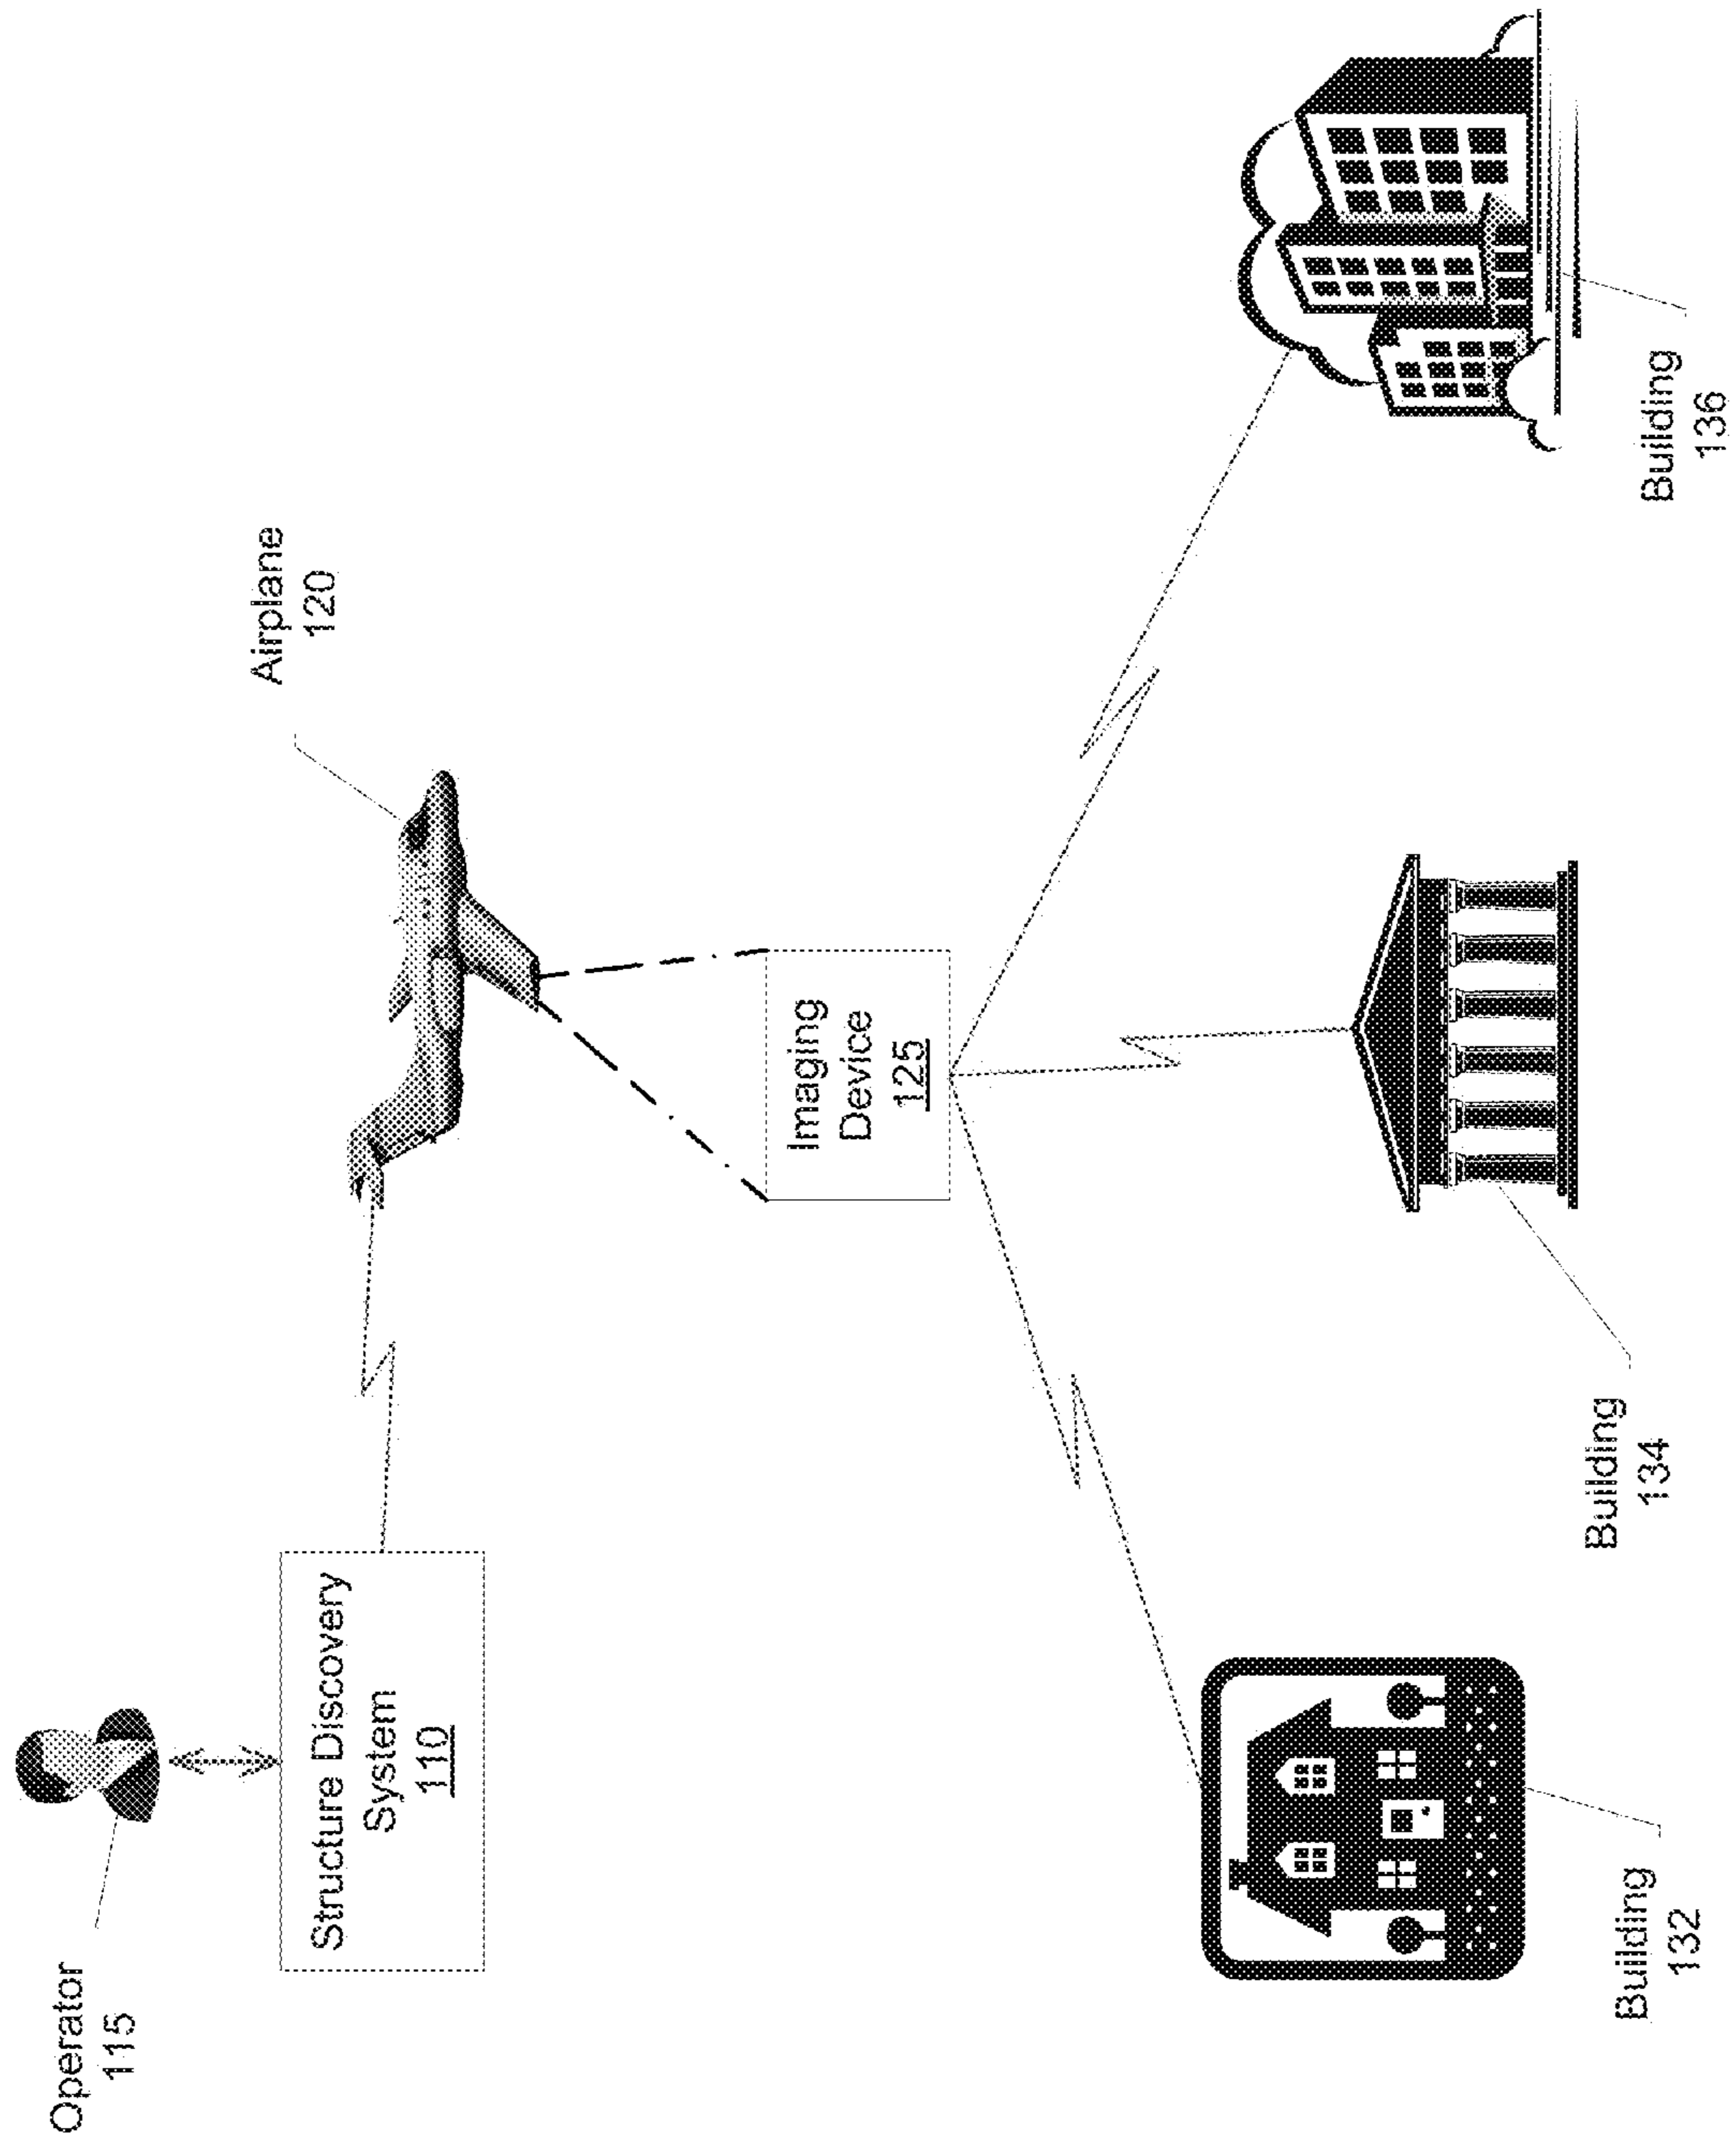 Operator
115
Structure Discovery
System
110
Airplane
120
Imaging
Device
125
Building
132
Building
134
Building
136